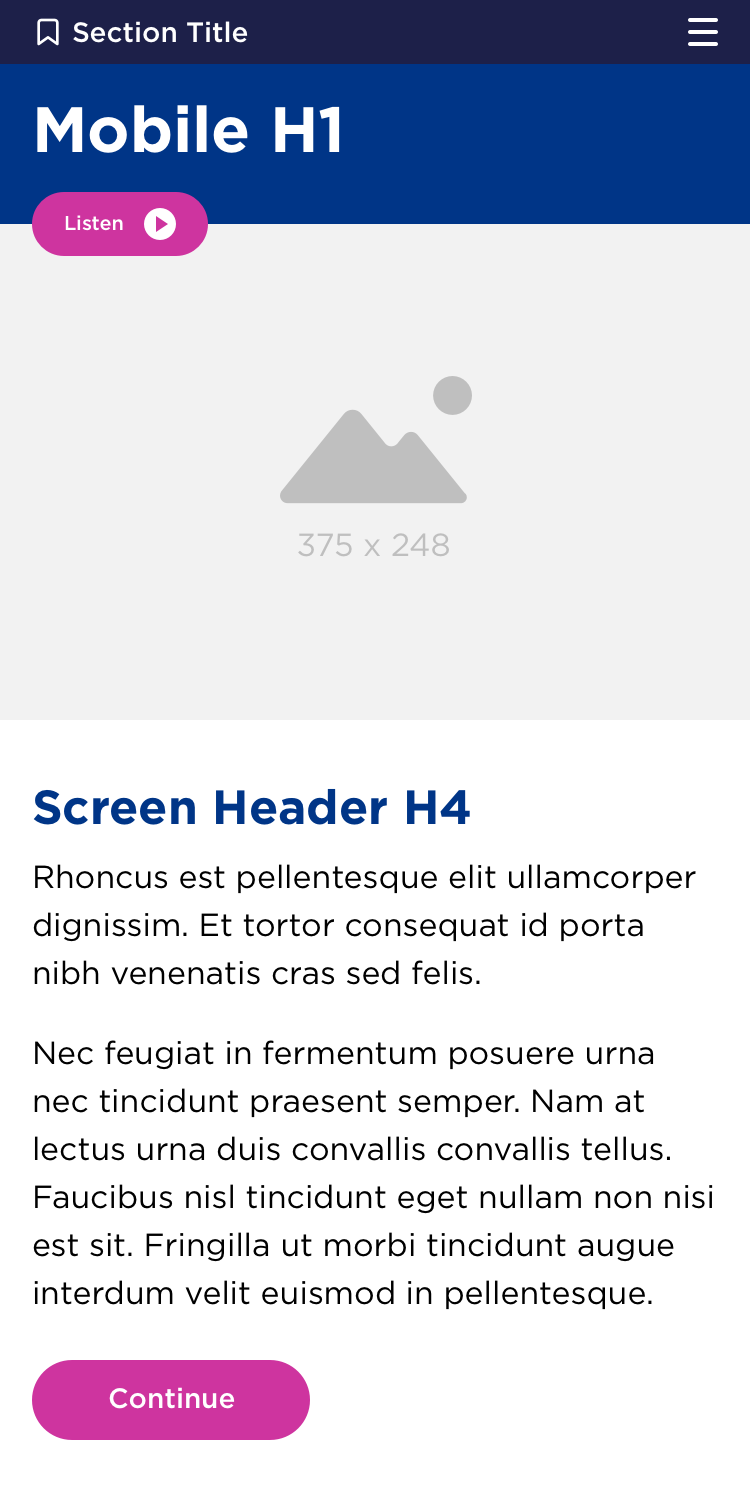 Section Title
Mobile H1
Listen
375 x 248
Screen Header H4
Rhoncus est pellentesque elit ullamcorper
dignissim. Et tortor consequat id porta
nibh venenatis cras sed felis.
Nec feugiat in fermentum posuere urna
nec tincidunt praesent semper. Nam at
lectus urna duis convallis convallis tellus.
Faucibus nisl tincidunt eget nullam non nisi
est sit. Fringilla ut morbi tincidunt augue
interdum velit euismod in pellentesque.
Continue